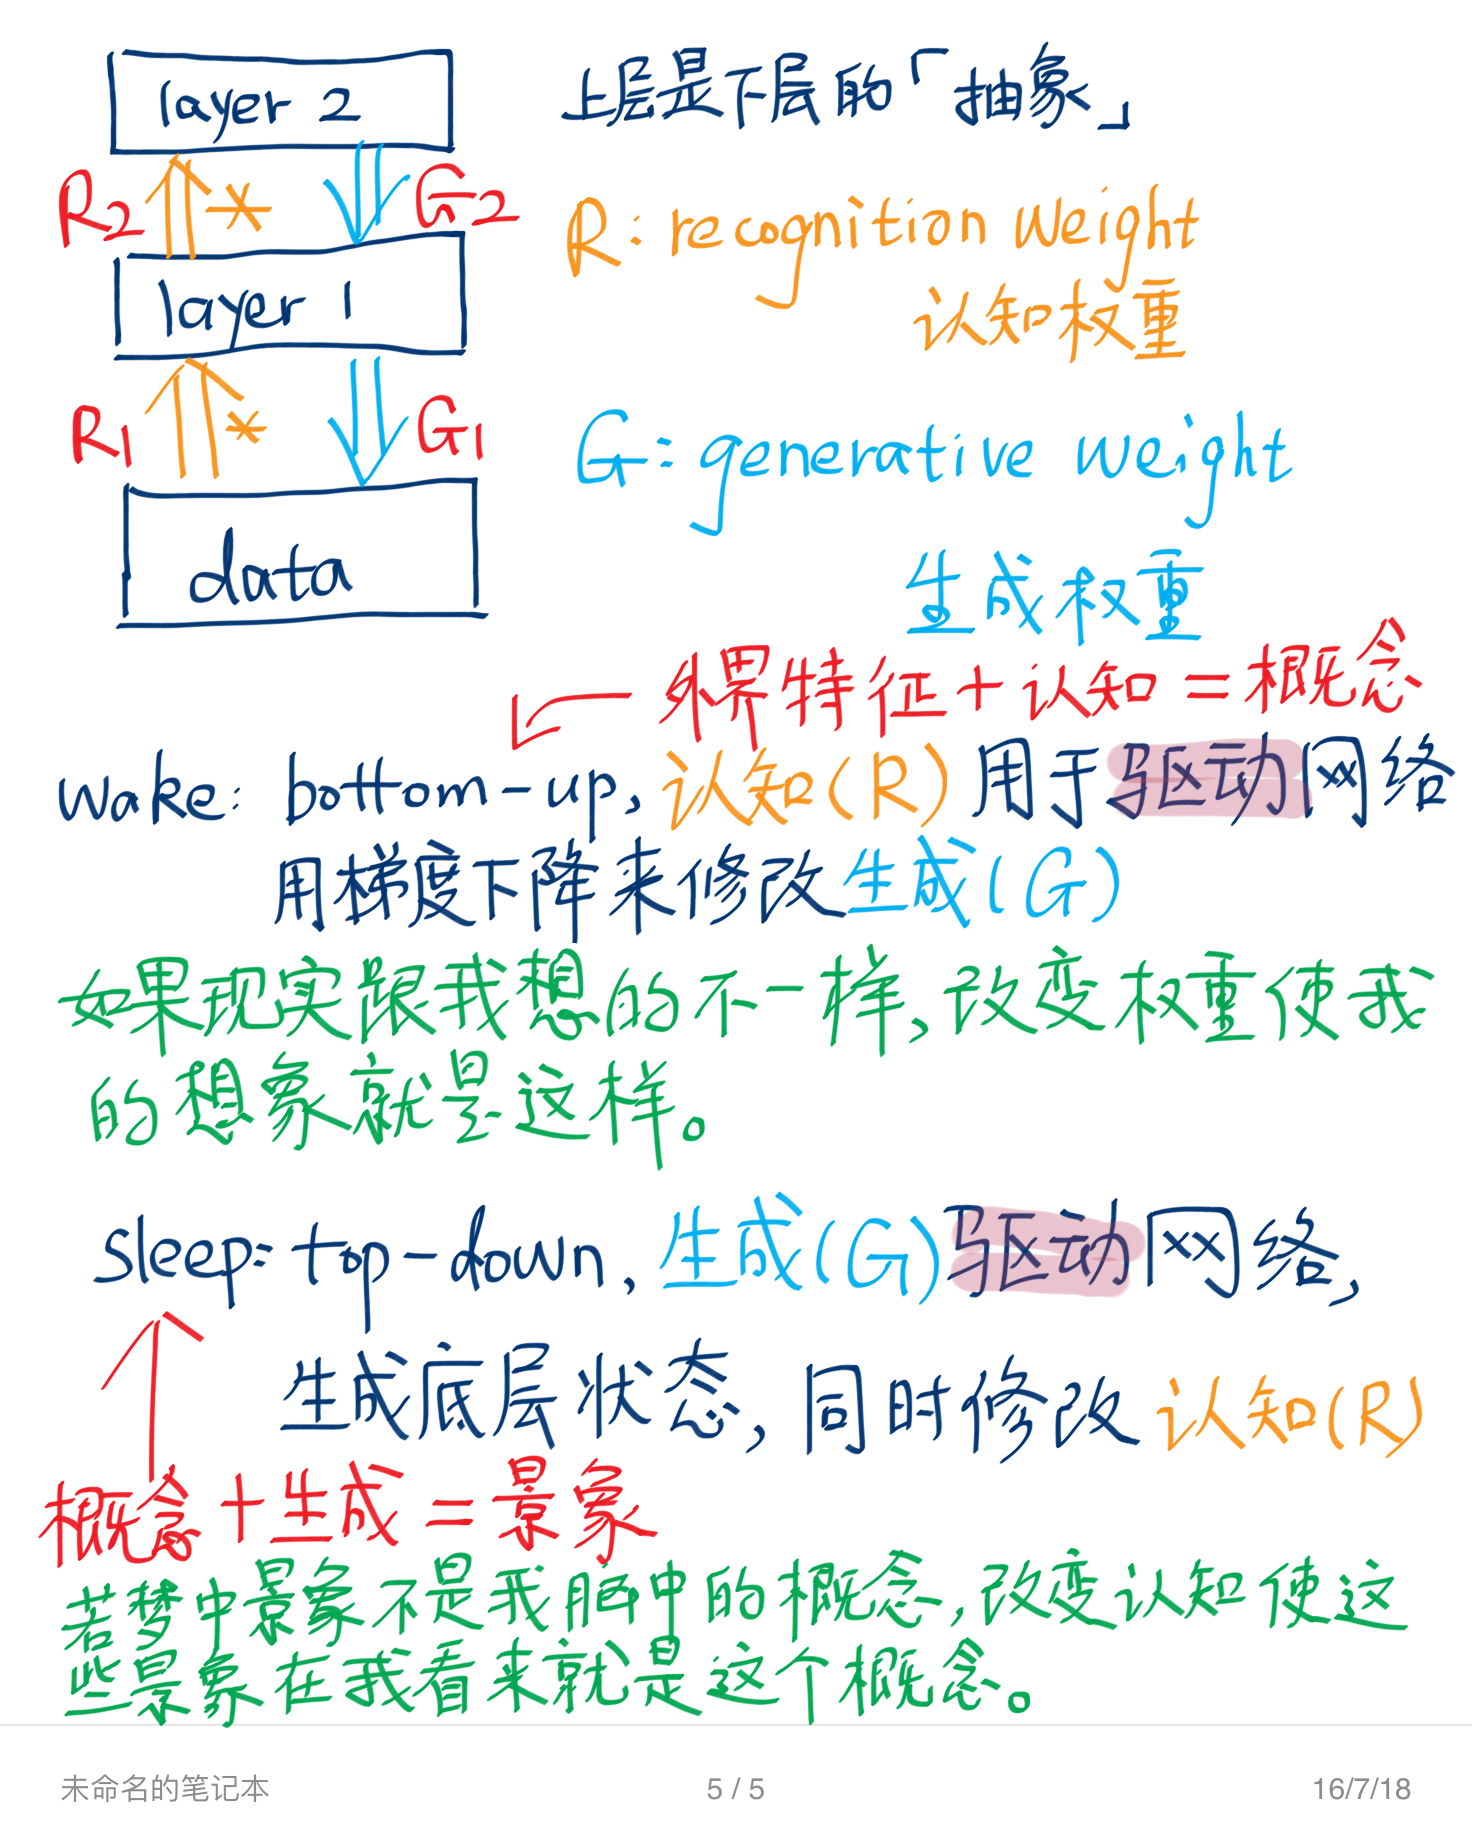 layer 2
上层是下层的「抽象」
R2 * G2
R: recognition weight
layer 1
认知权重
R1 * G1
G: generative weight
data
生成权重
外界特征+认知=概念
wake: bottom-up, 认知(R)用于驱动网络
用梯度下降来修改生成(G)
如果现实跟我想的不一样,改变权重使我
的想象就是这样。
sleep: top-down, 生成(G)驱动网络,
生成底层状态,同时修改认知(R)
概念+生成=景象
若梦中景象不是我脑中的概念,改变认知使这
些景象在我看来就是这个概念。
未命名的笔记本
5 / 5
16/7/18